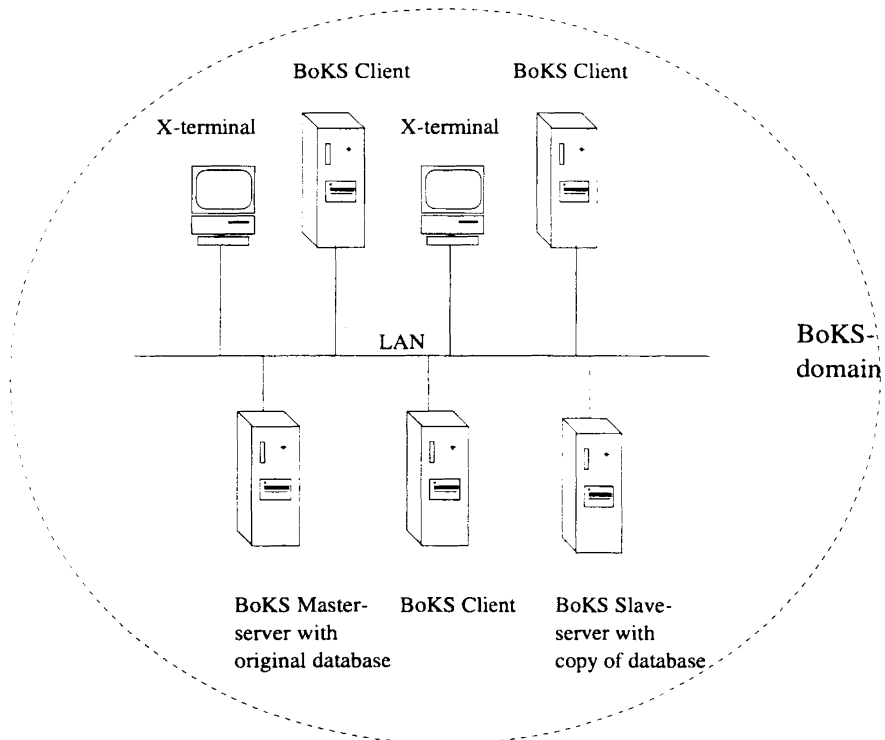 BoKS Client
BoKS Client
X-terminal
X-terminal
LAN
BoKS-
domain
BoKS Master-
server with
original database
BoKS Client
BoKS Slave-
server with
copy of database